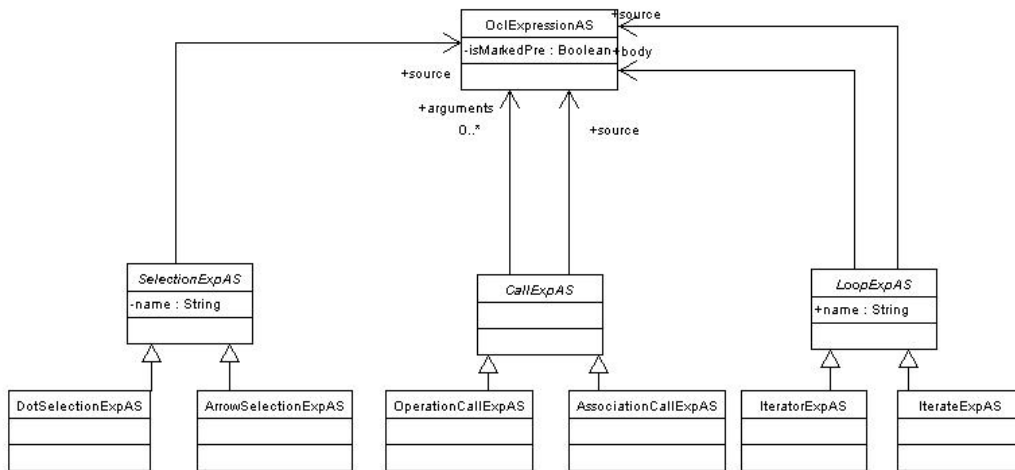 OclExpressionAS
+source
-isMarkedPre : Boolean
+body
+source
+arguments
0..*
+source
SelectionExpAS
-name : String
CallExpAS
LoopExpAS
+name : String
DotSelectionExpAS
ArrowSelectionExpAS
OperationCallExpAS
AssociationCallExpAS
IteratorExpAS
IterateExpAS